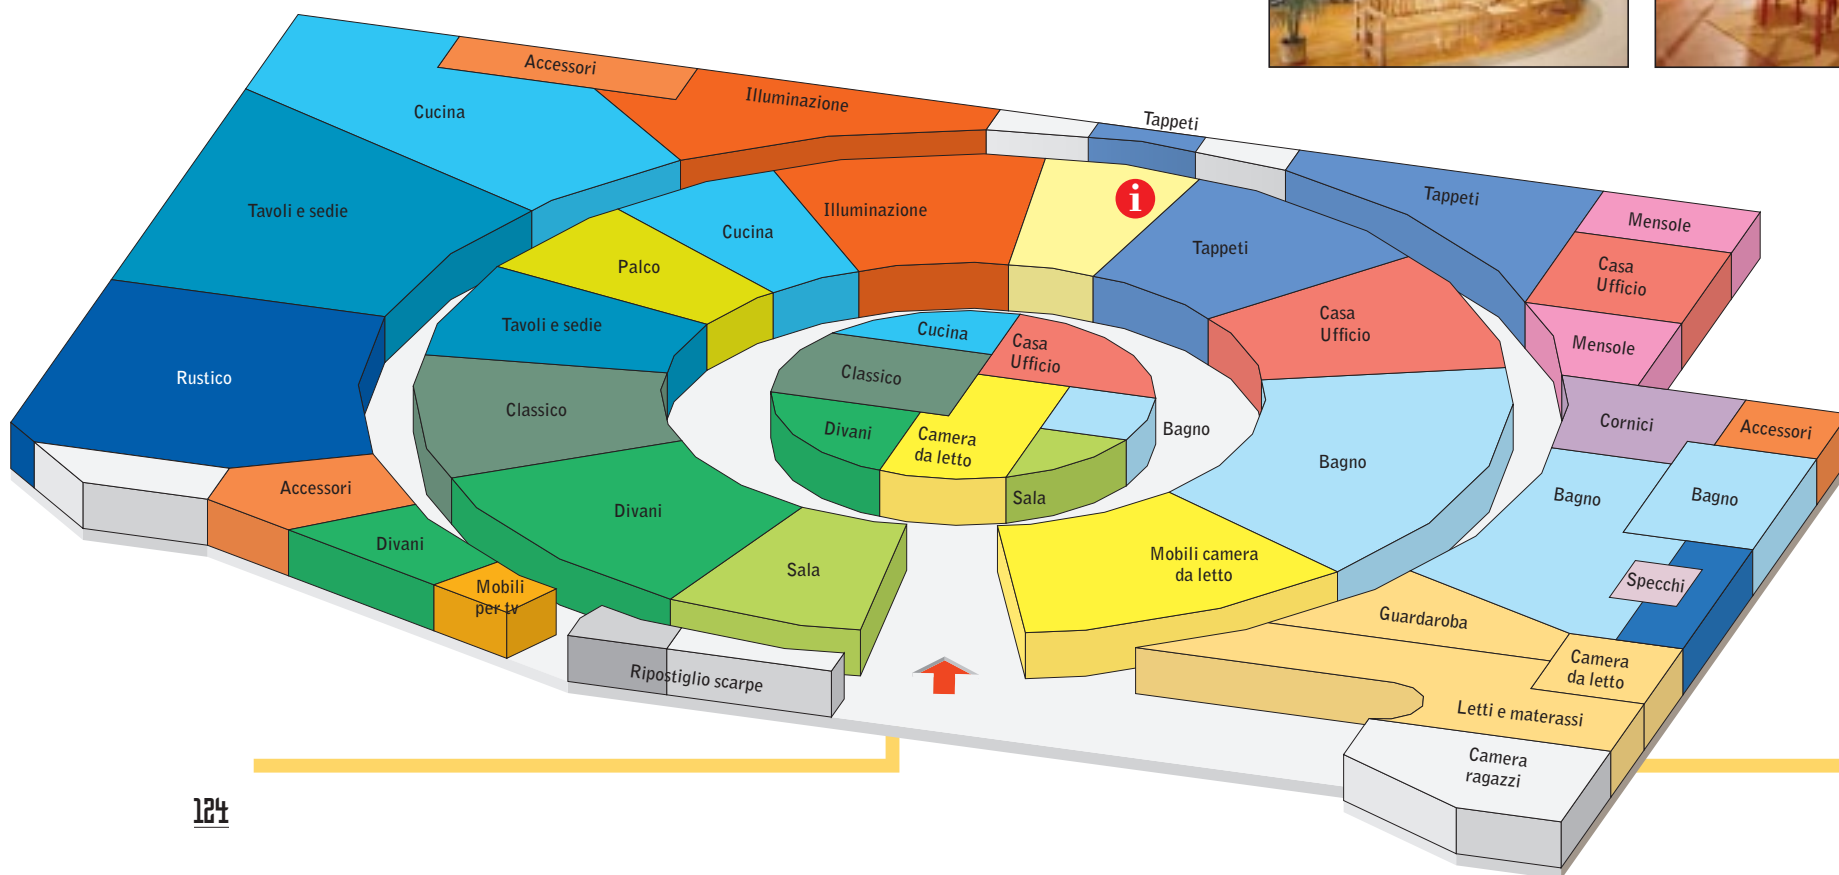 Accessori
Illuminazione
Cucina
Tappeti
Tappeti
Mensole
Tavoli e sedie
Illuminazione
i
Cucina
Tappeti
Palco
Casa
Ufficio
Tavoli e sedie
Casa
Ufficio
Mensole
Cucina
Casa
Ufficio
Rustico
Classico
Classico
Divani
Camera
da letto
Bagno
Sala
Bagno
Cornici
Accessori
Bagno
Bagno
Accessori
Divani
Divani
Mobili
per tv
Sala
Mobili camera
da letto
Specchi
Guardaroba
Camera
da letto
Ripostiglio scarpe
Letti e materassi
Camera
ragazzi
124